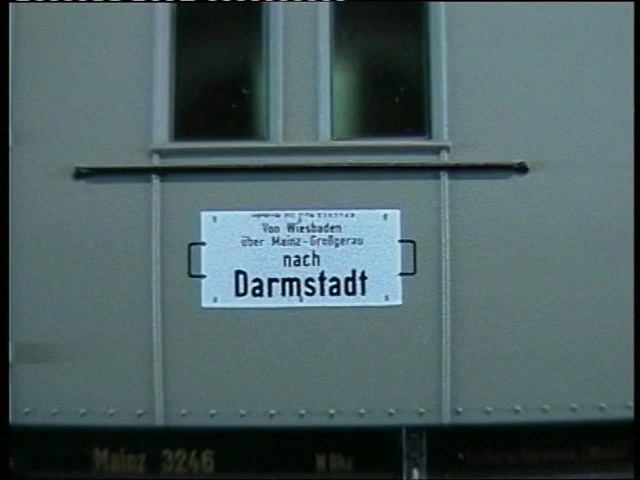 Von Wiesbaden
über Mainz-Großgerau
nach
Darmstadt
Mainz 3246